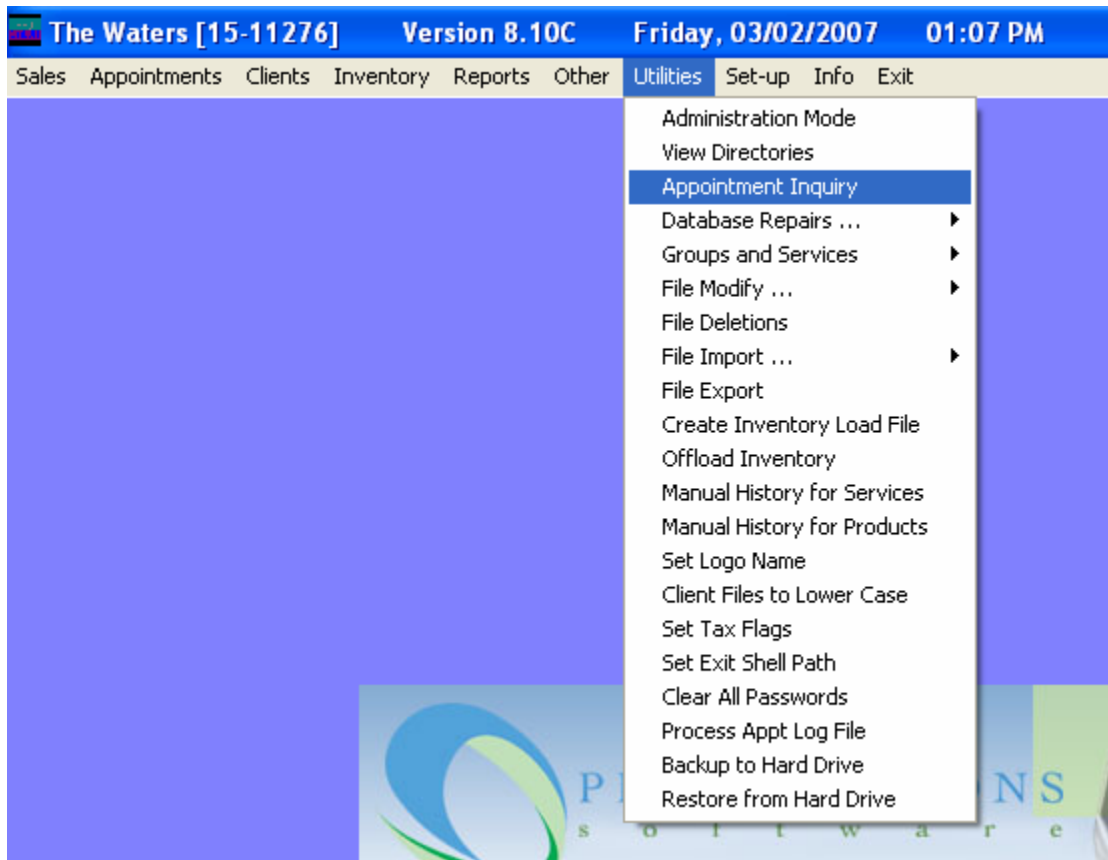 The Waters [15-11276] Version 8.10C Friday, 03/02/2007 01:07 PM
Sales Appointments Clients Inventory Reports Other Utilities Set-up Info Exit
Administration Mode
View Directories
Appointment Inquiry
Database Repairs ...
Groups and Services
File Modify ...
File Deletions
File Import ...
File Export
Create Inventory Load File
Offload Inventory
Manual History for Services
Manual History for Products
Set Logo Name
Client Files to Lower Case
Set Tax Flags
Set Exit Shell Path
Clear All Passwords
Process Appt Log File
Backup to Hard Drive
Restore from Hard Drive
software